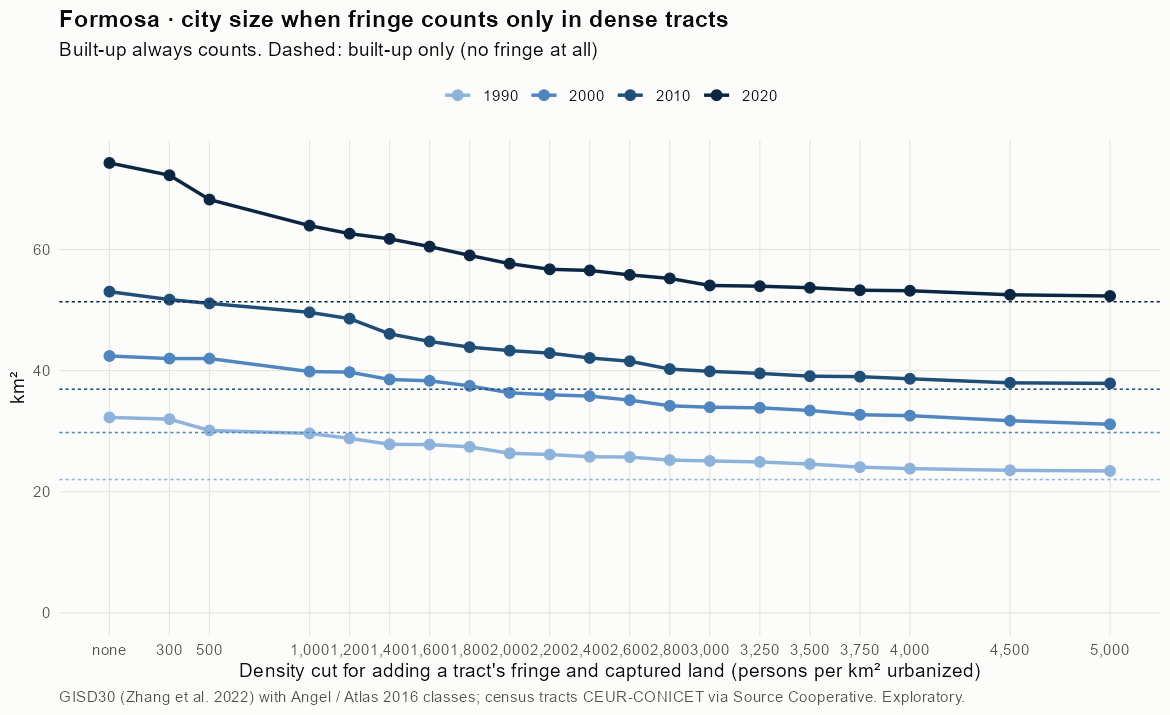 Formosa · city size when fringe counts only in dense tracts
Built-up always counts. Dashed: built-up only (no fringe at all)
1990 2000 2010 2020
60
40
20
0
km²
none 300 500 1,000 1,200 1,400 1,600 1,800 2,000 2,200 2,400 2,600 2,800 3,000 3,250 3,500 3,750 4,000 4,500 5,000
Density cut for adding a tract's fringe and captured land (persons per km² urbanized)
GISD30 (Zhang et al. 2022) with Angel / Atlas 2016 classes; census tracts CEUR-CONICET via Source Cooperative. Exploratory.